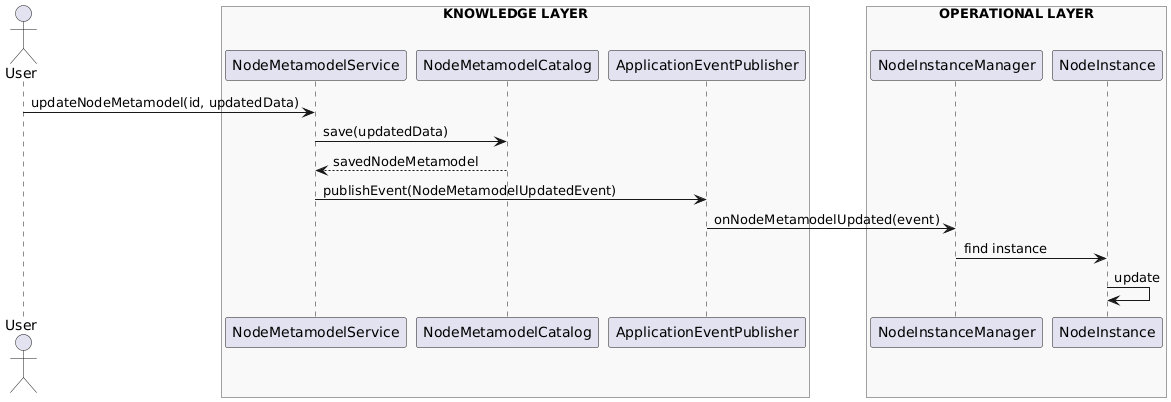 KNOWLEDGE LAYER
OPERATIONAL LAYER
User
NodeMetamodelService
NodeMetamodelCatalog
ApplicationEventPublisher
NodeInstanceManager
NodeInstance
updateNodeMetamodel(id, updatedData)
save(updatedData)
savedNodeMetamodel
publishEvent(NodeMetamodelUpdatedEvent)
onNodeMetamodelUpdated(event)
find instance
update
User
NodeMetamodelService
NodeMetamodelCatalog
ApplicationEventPublisher
NodeInstanceManager
NodeInstance